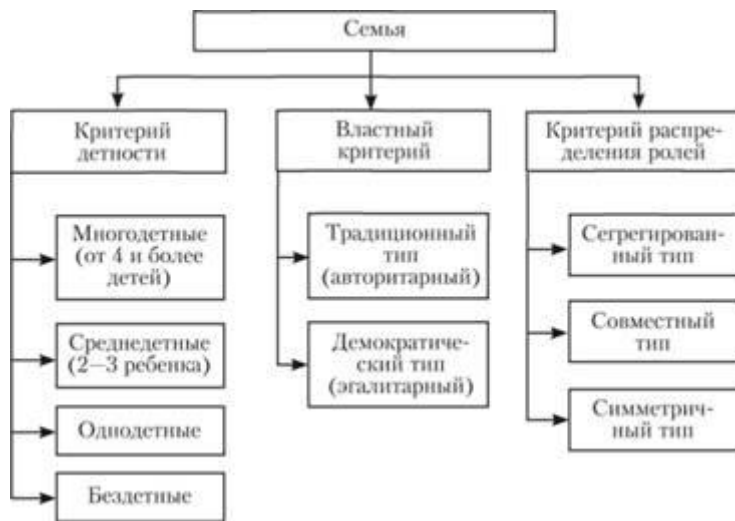 Семья
Критерий
детности
Многодетные
(от 4 и более
детей)
Среднедетные
(2—3 ребенка)
Однодетные
Бездетные
Властный
критерий
Традиционный
тип
(авторитарный)
Демократиче-
ский тип
(эгалитарный)
Критерий распре-
деления ролей
Сегрегирован-
ный тип
Совместный
тип
Симметрич-
ный тип